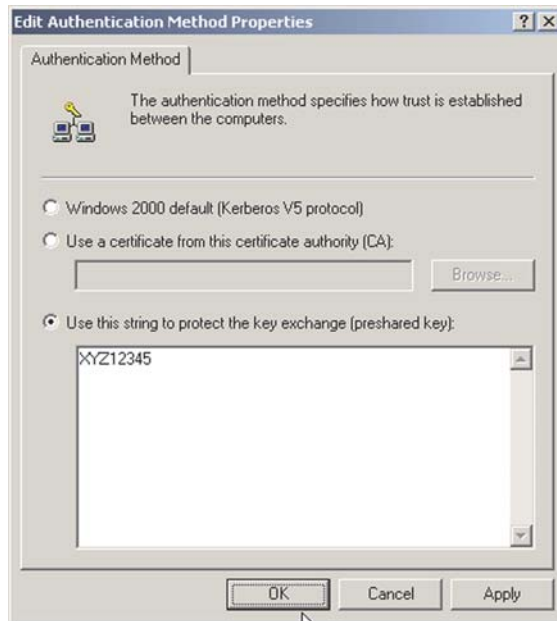 Edit Authentication Method Properties
Authentication Method
The authentication method specifies how trust is established
between the computers.
Windows 2000 default (Kerberos V5 protocol)
Use a certificate from this certificate authority (CA):
Browse...
Use this string to protect the key exchange (preshared key):
XYZ12345
OK Cancel Apply